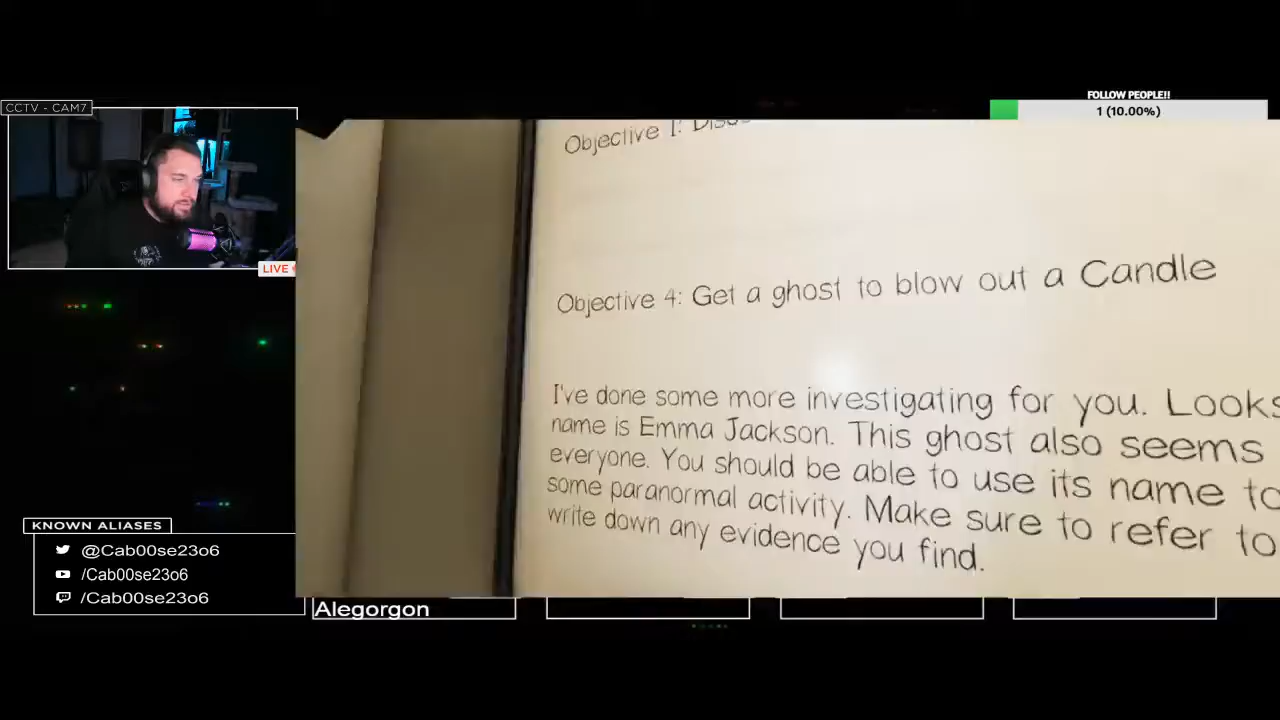 CCTV - CAM7
FOLLOW PEOPLE!!
1 (10.00%)
Objective 1:
Objective 4: Get a ghost to blow out a Candle
I've done some more investigating for you. Looks
name is Emma Jackson. This ghost also seems
everyone. You should be able to use its name to
some paranormal activity. Make sure to refer to
write down any evidence you find.
LIVE
KNOWN ALIASES
@Cab00se23o6
/Cab00se23o6
/Cab00se23o6
Alegorgon